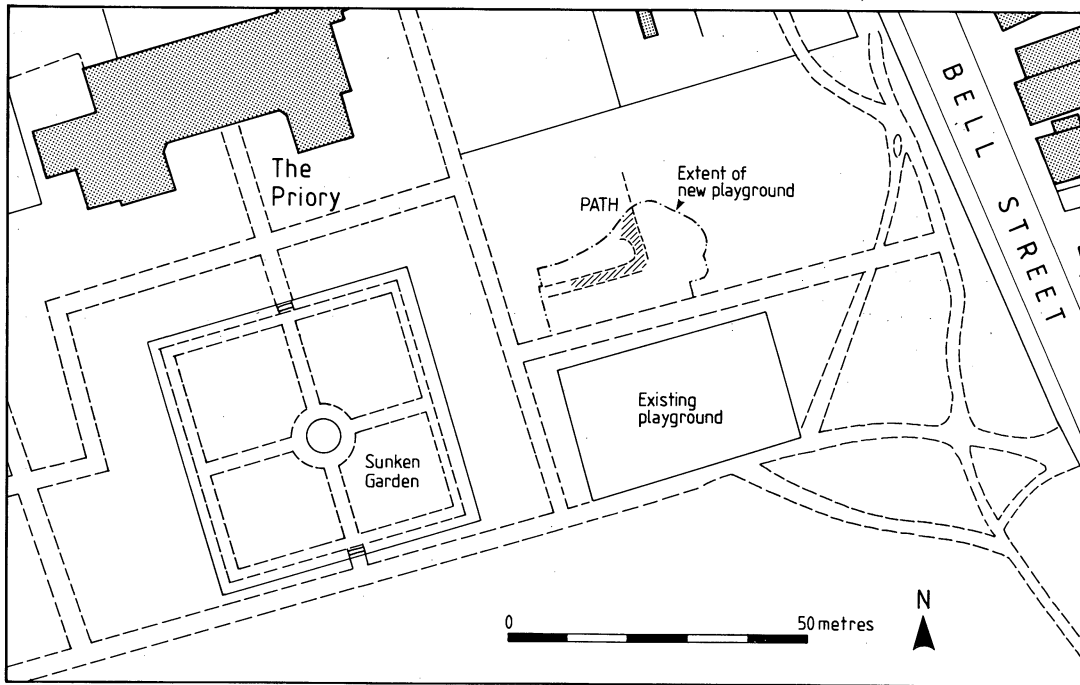 BELL STREET
The
Priory
Extent of
new playground
PATH
Existing
playground
Sunken
Garden
N
0 50 metres